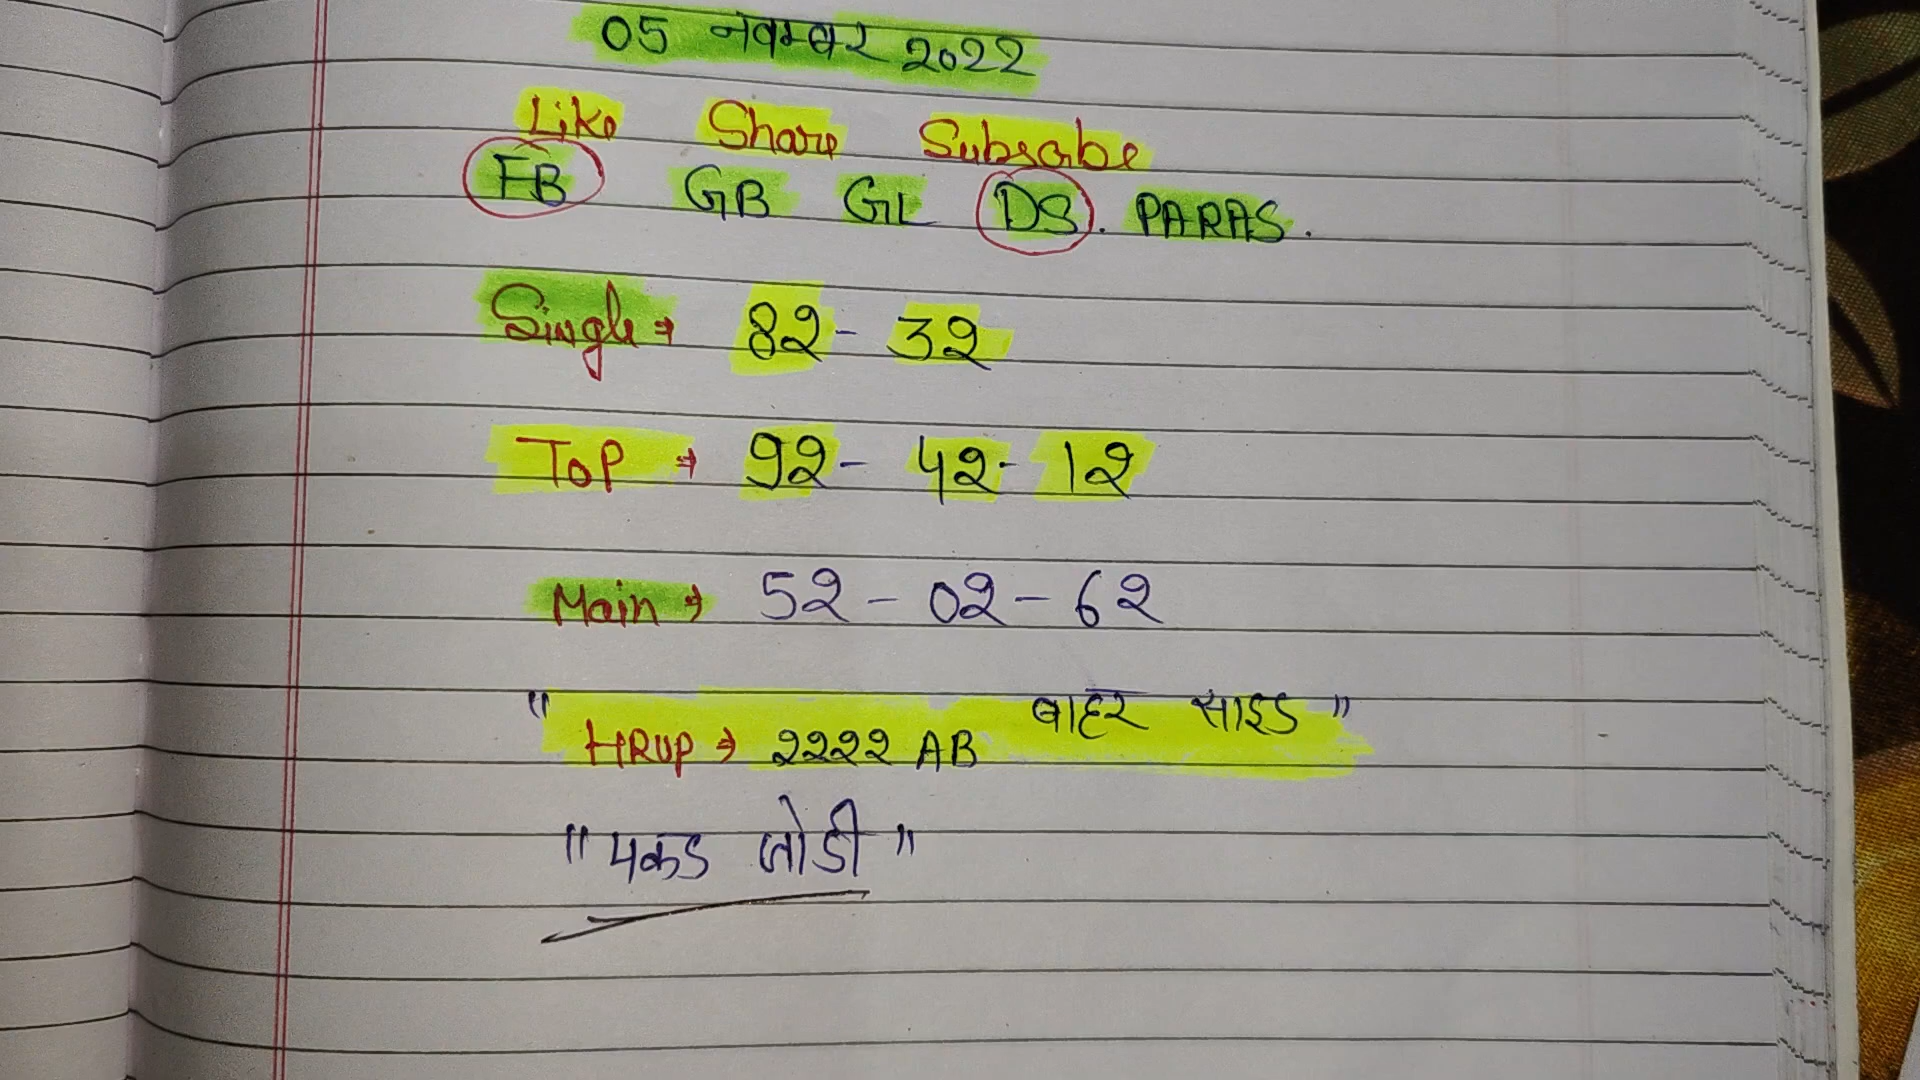 05 नवम्बर 2022
Like Share Subscribe
FB GB GL DS. PARAS.
Single → 82 - 32
TOP → 92 - 42 - 12
Main → 52 - 02 - 62
" HRUP → 2222 AB बाहर साइड "
" पकड जोडी "